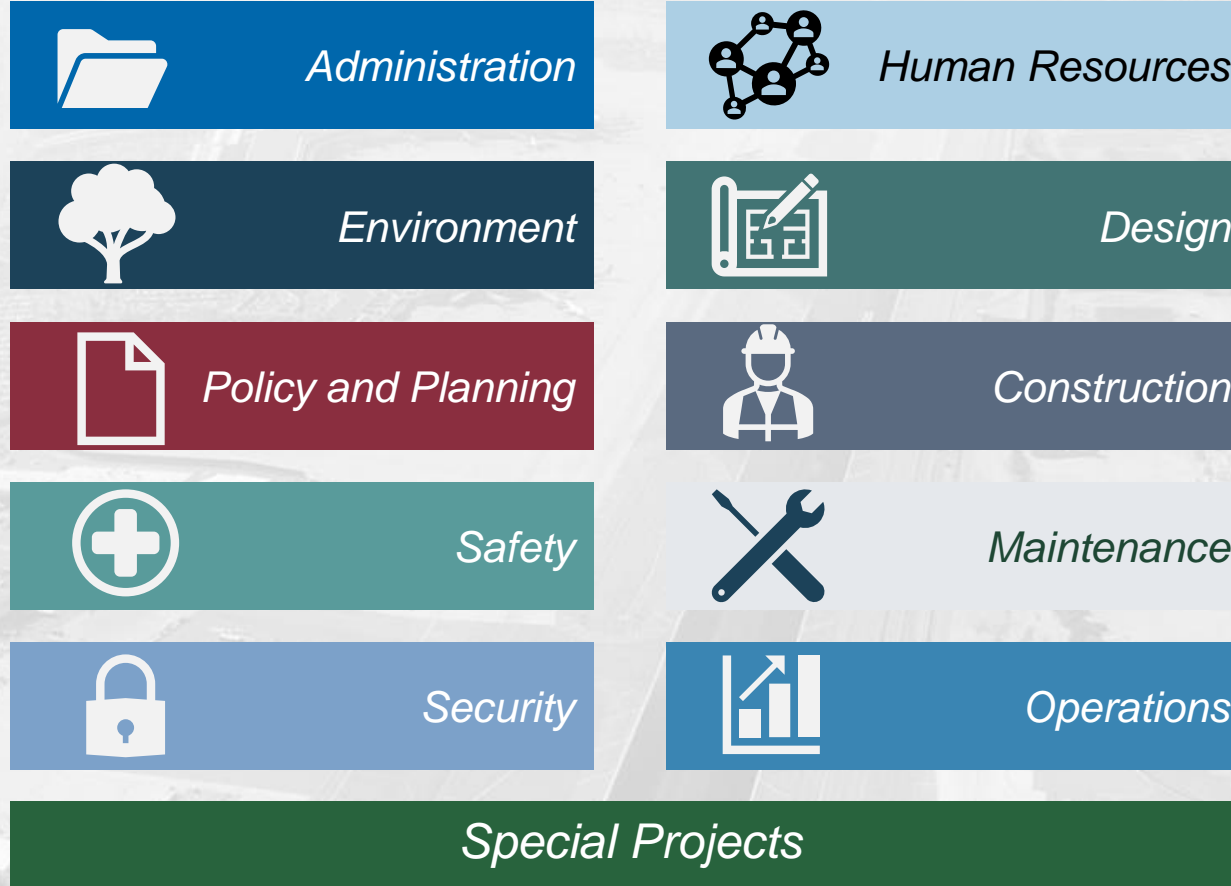 Administration
Human Resources
Environment
Design
Policy and Planning
Construction
Safety
Maintenance
Security
Operations
Special Projects